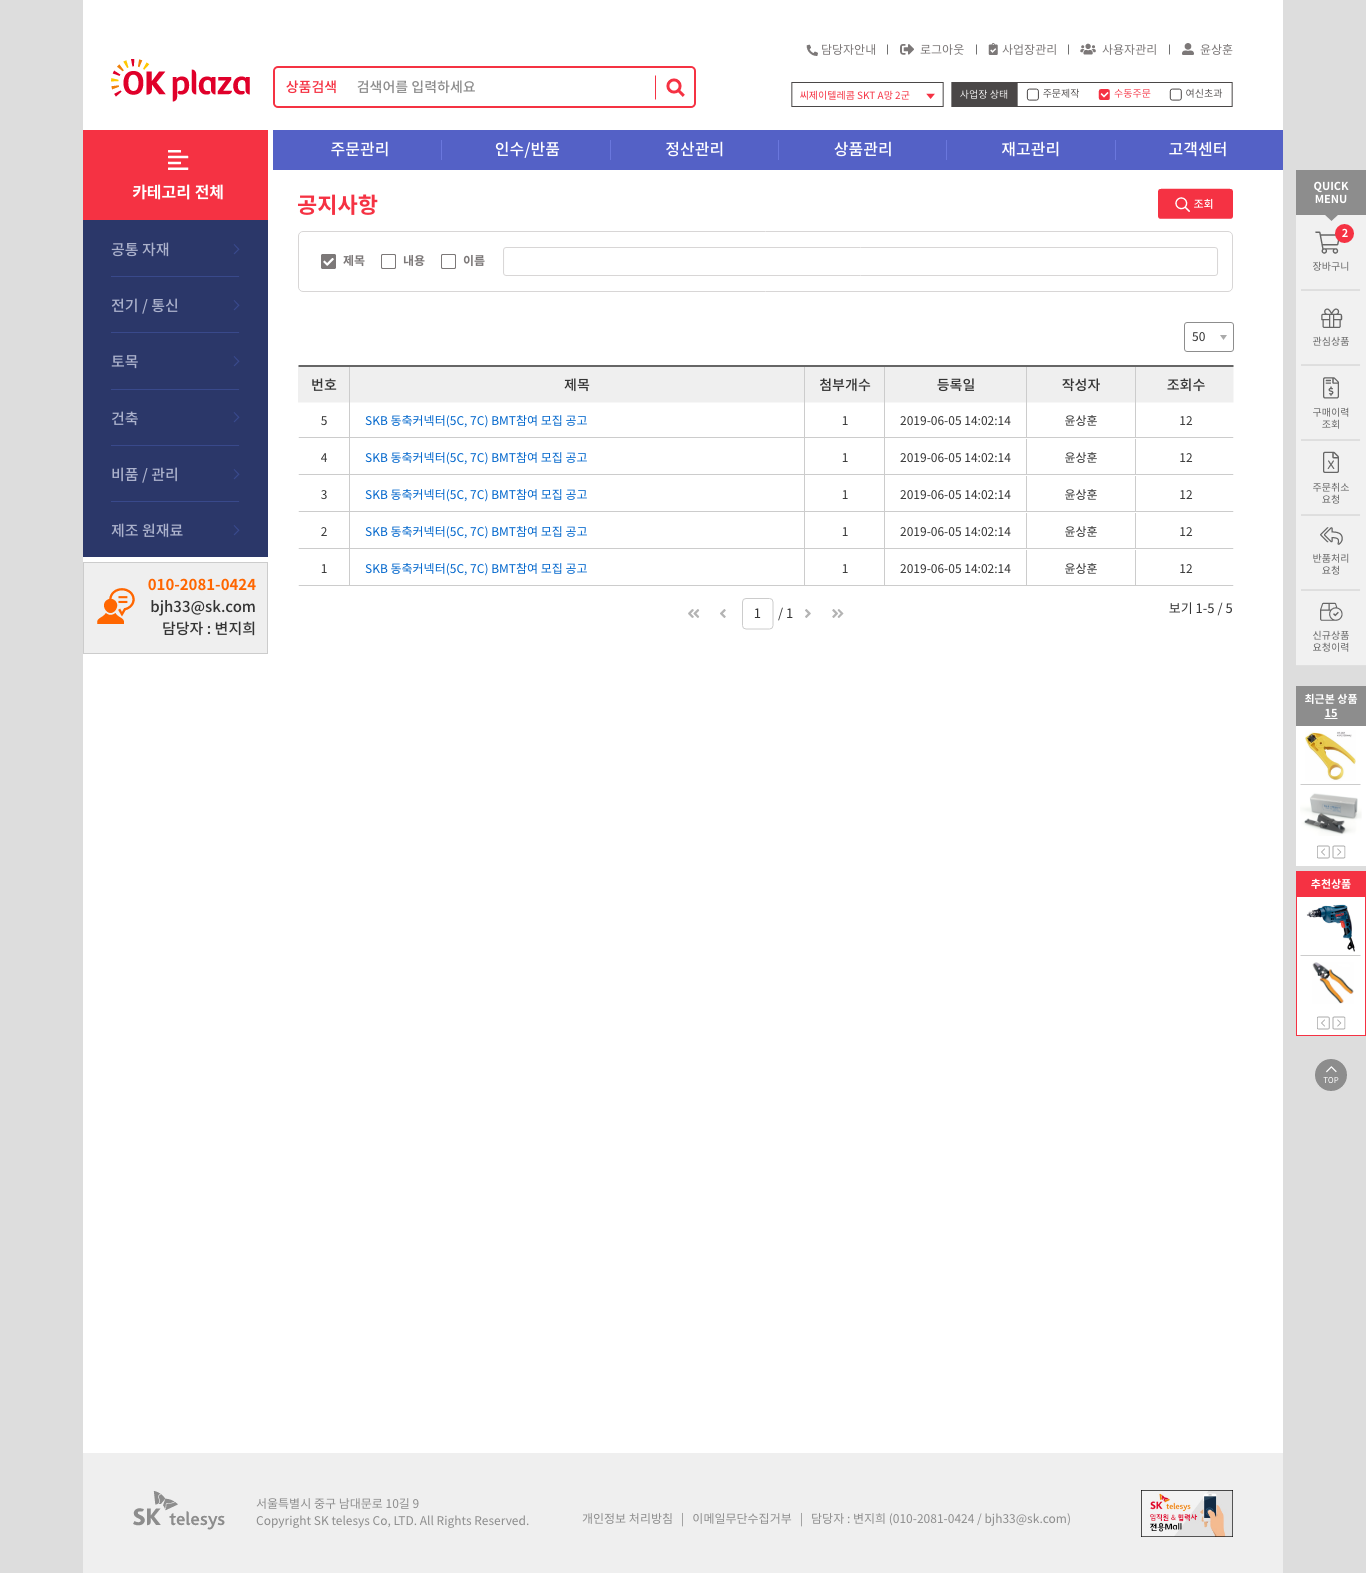 담당자안내 | 로그아웃 | 사업장관리 | 사용자관리 | 윤상훈
OK plaza
상품검색 검색어를 입력하세요
씨제이텔레콤 SKT A망 2군
사업장 상태 주문제작 수동주문 여신초과
카테고리 전체
주문관리 인수/반품 정산관리 상품관리 재고관리 고객센터
공통 자재
전기 / 통신
토목
건축
비품 / 관리
제조 원재료
010-2081-0424
bjh33@sk.com
담당자 : 변지희
공지사항
조회
제목 내용 이름
50
번호 제목 첨부개수 등록일 작성자 조회수
5 SKB 동축커넥터(5C, 7C) BMT참여 모집 공고 1 2019-06-05 14:02:14 윤상훈 12
4 SKB 동축커넥터(5C, 7C) BMT참여 모집 공고 1 2019-06-05 14:02:14 윤상훈 12
3 SKB 동축커넥터(5C, 7C) BMT참여 모집 공고 1 2019-06-05 14:02:14 윤상훈 12
2 SKB 동축커넥터(5C, 7C) BMT참여 모집 공고 1 2019-06-05 14:02:14 윤상훈 12
1 SKB 동축커넥터(5C, 7C) BMT참여 모집 공고 1 2019-06-05 14:02:14 윤상훈 12
1 / 1
보기 1-5 / 5
QUICK
MENU
2
장바구니
관심상품
구매이력
조회
주문취소
요청
반품처리
요청
신규상품
요청이력
최근본 상품
15
추천상품
TOP
SK telesys
서울특별시 중구 남대문로 10길 9
Copyright SK telesys Co, LTD. All Rights Reserved.
개인정보 처리방침 | 이메일무단수집거부 | 담당자 : 변지희 (010-2081-0424 / bjh33@sk.com)
SK telesys
임직원 & 협력사
전용Mall